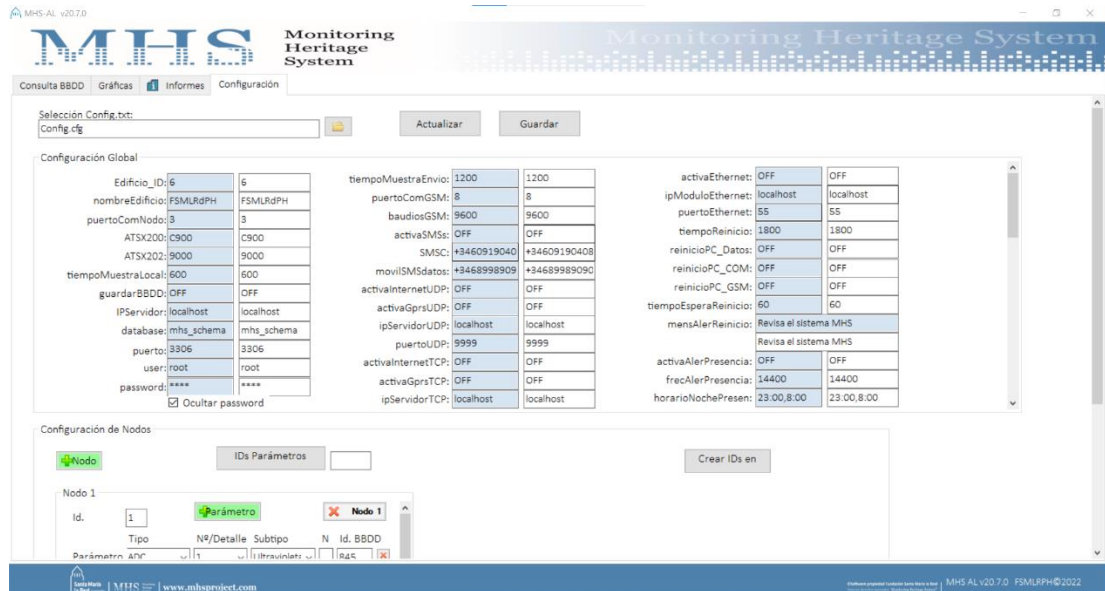 MHS-AL v20.7.0
MHS Monitoring Heritage System
Monitoring Heritage System
Consulta BBDD Gráficas Informes Configuración
Selección Config.txt:
Config.cfg
Actualizar Guardar
Configuración Global
Edificio_ID: 6 6
nombreEdificio: FSMLRdPH FSMLRdPH
puertoComNodo: 3 3
ATSX200: C900 C900
ATSX202: 9000 9000
tiempoMuestraLocal: 600 600
guardarBBDD: OFF OFF
IPServidor: localhost localhost
database: mhs_schema mhs_schema
puerto: 3306 3306
user: root root
password: **** ****
Ocultar password
tiempoMuestraEnvio: 1200 1200
puertoComGSM: 8 8
baudiosGSM: 9600 9600
activaSMSs: OFF OFF
SMSC: +3460919040 +34609190408
movilSMSdatos: +3468998909 +34689989090
activaInternetUDP: OFF OFF
activaGprsUDP: OFF OFF
ipServidorUDP: localhost localhost
puertoUDP: 9999 9999
activaInternetTCP: OFF OFF
activaGprsTCP: OFF OFF
ipServidorTCP: localhost localhost
activaEthernet: OFF OFF
ipModuloEthernet: localhost localhost
puertoEthernet: 55 55
tiempoReinicio: 1800 1800
reinicioPC_Datos: OFF OFF
reinicioPC_COM: OFF OFF
reinicioPC_GSM: OFF OFF
tiempoEsperaReinicio: 60 60
mensAlerReinicio: Revisa el sistema MHS
Revisa el sistema MHS
activaAlerPresencia: OFF OFF
frecAlerPresencia: 14400 14400
horarioNochePresen: 23:00,8:00 23:00,8:00
Configuración de Nodos
Nodo IDs Parámetros Crear IDs en
Nodo 1
Id. 1 Parámetro Nodo 1
Tipo Nº/Detalle Subtipo N Id. BBDD
Parámetro ADC 1 Ultravioleta 845
Santa María la Real MHS www.mhsproject.com
MHS AL v20.7.0 FSMLRPH©2022